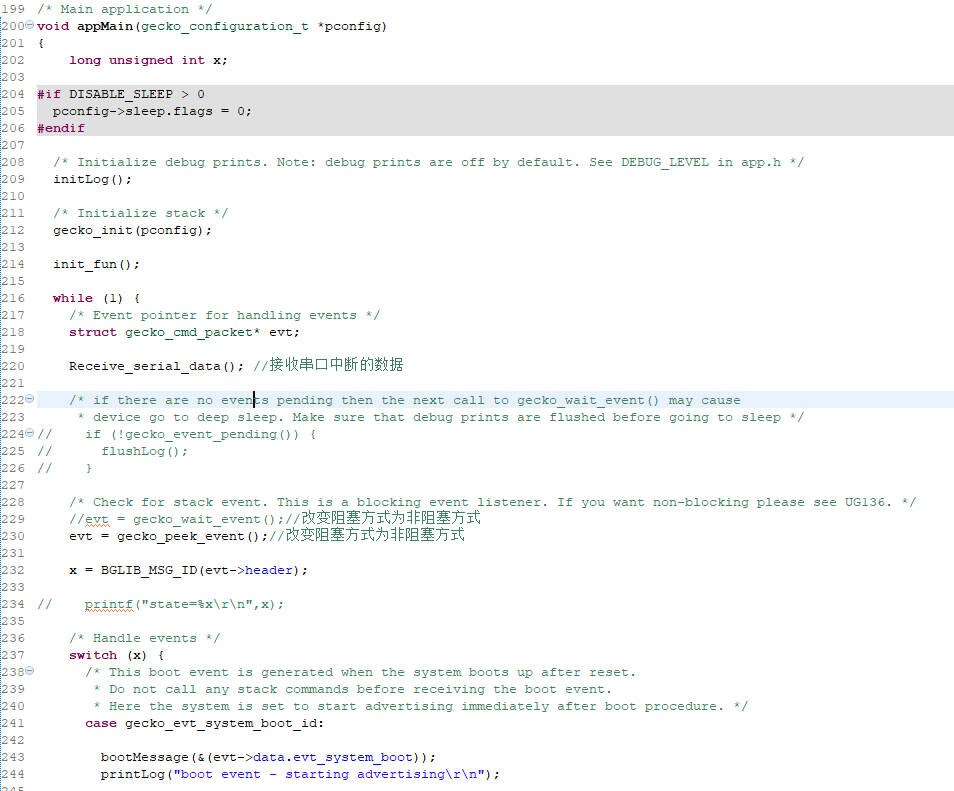 199 /* Main application */
200 void appMain(gecko_configuration_t *pconfig)
201 {
202     long unsigned int x;
203
204 #if DISABLE_SLEEP > 0
205   pconfig->sleep.flags = 0;
206 #endif
207
208   /* Initialize debug prints. Note: debug prints are off by default. See DEBUG_LEVEL in app.h */
209   initLog();
210
211   /* Initialize stack */
212   gecko_init(pconfig);
213
214   init_fun();
215
216   while (1) {
217     /* Event pointer for handling events */
218     struct gecko_cmd_packet* evt;
219
220     Receive_serial_data(); //接收串口中断的数据
221
222     /* if there are no events pending then the next call to gecko_wait_event() may cause
223      * device go to deep sleep. Make sure that debug prints are flushed before going to sleep */
224 //    if (!gecko_event_pending()) {
225 //      flushLog();
226 //    }
227
228     /* Check for stack event. This is a blocking event listener. If you want non-blocking please see UG136. */
229     //evt = gecko_wait_event();//改变阻塞方式为非阻塞方式
230     evt = gecko_peek_event();//改变阻塞方式为非阻塞方式
231
232     x = BGLIB_MSG_ID(evt->header);
233
234 //    printf("state=%x\r\n",x);
235
236     /* Handle events */
237     switch (x) {
238       /* This boot event is generated when the system boots up after reset.
239        * Do not call any stack commands before receiving the boot event.
240        * Here the system is set to start advertising immediately after boot procedure. */
241       case gecko_evt_system_boot_id:
242
243         bootMessage(&(evt->data.evt_system_boot));
244         printLog("boot event - starting advertising\r\n");
245